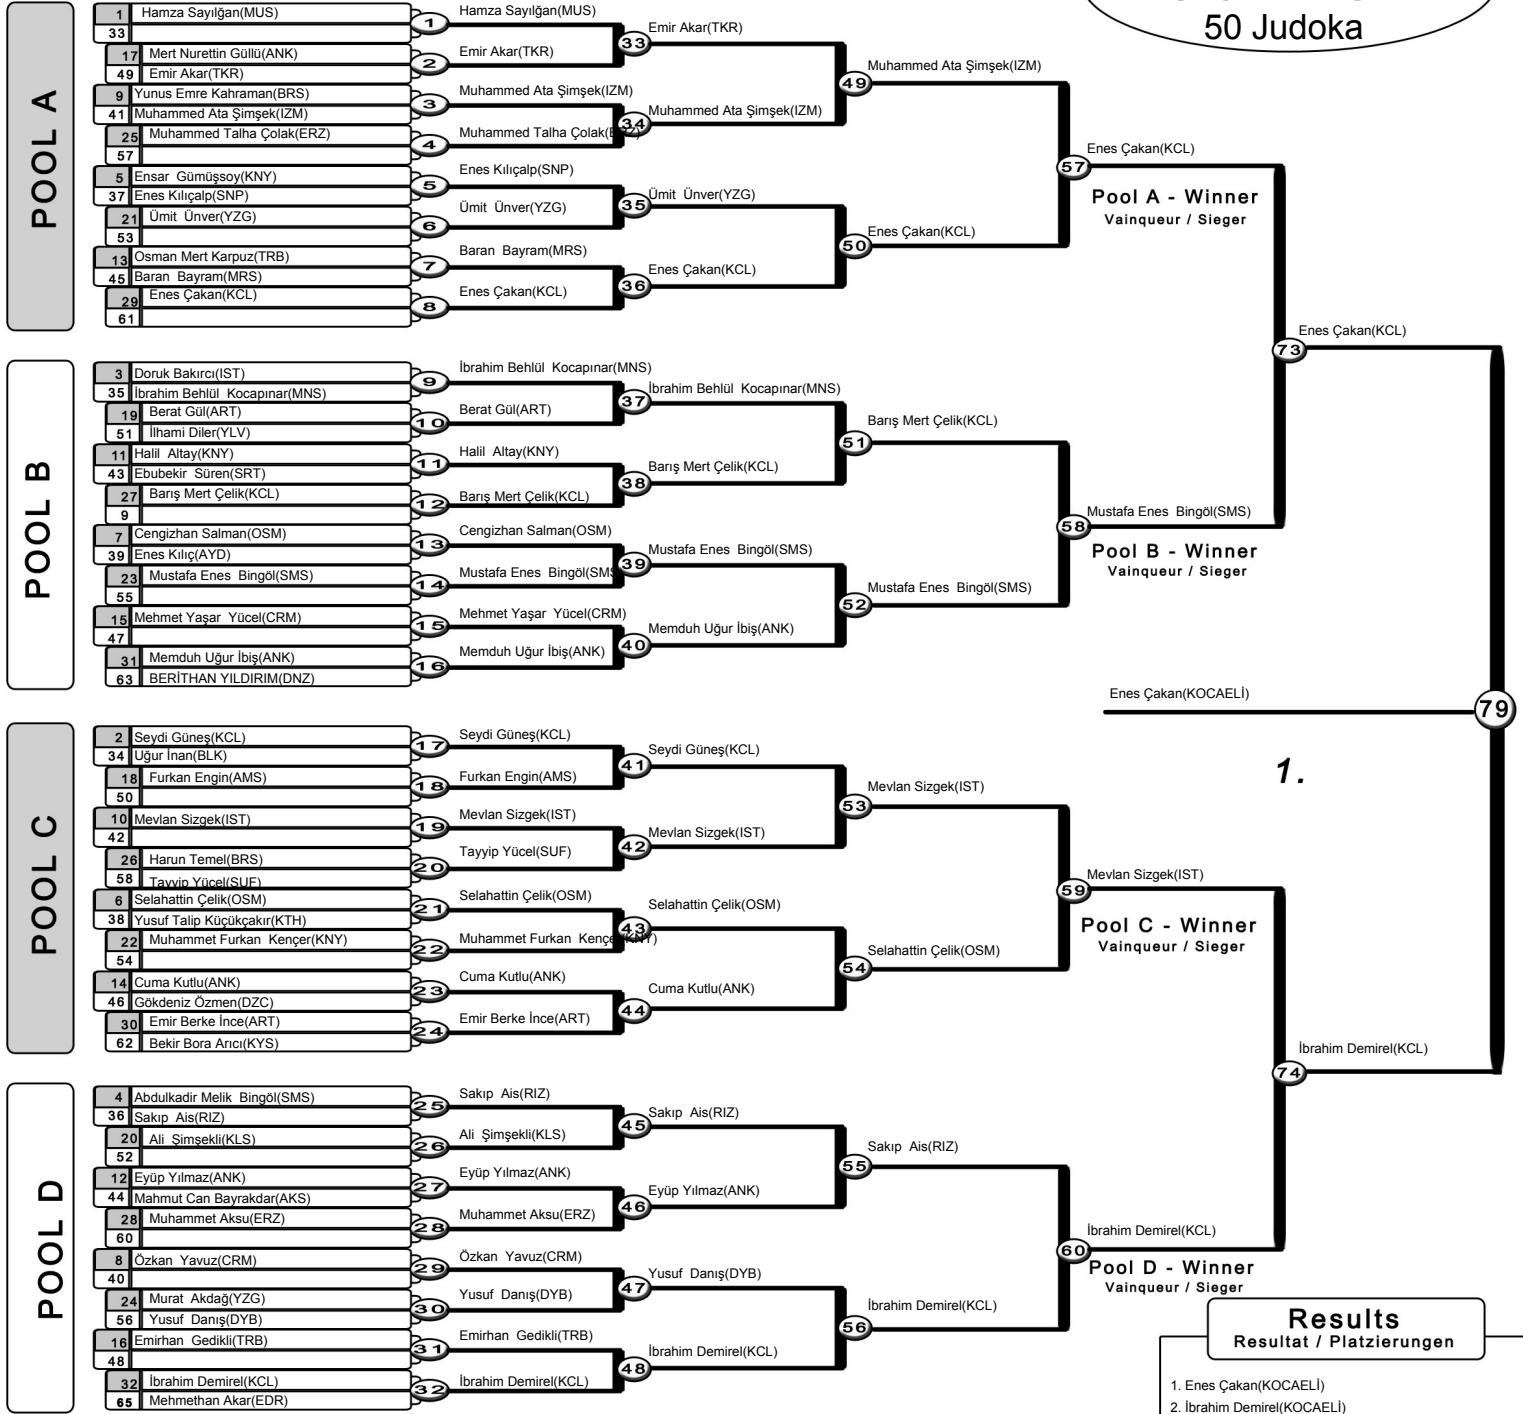 50 Judoka
POOL A
1 Hamza Sayılğan(MUS)
33
17 Mert Nurettin Güllü(ANK)
49 Emir Akar(TKR)
9 Yunus Emre Kahraman(BRS)
41 Muhammed Ata Şimşek(IZM)
25 Muhammed Talha Çolak(ERZ)
57
5 Ensar Gümüşsoy(KNY)
37 Enes Kılıçalp(SNP)
21 Ümit Ünver(YZG)
53
13 Osman Mert Karpuz(TRB)
45 Baran Bayram(MRS)
29 Enes Çakan(KCL)
61
1 Hamza Sayılğan(MUS)
2 Emir Akar(TKR)
3 Muhammed Ata Şimşek(IZM)
4 Muhammed Talha Çolak(ERZ)
5 Enes Kılıçalp(SNP)
6 Ümit Ünver(YZG)
7 Baran Bayram(MRS)
8 Enes Çakan(KCL)
33 Emir Akar(TKR)
34 Muhammed Ata Şimşek(IZM)
35 Ümit Ünver(YZG)
36 Enes Çakan(KCL)
49 Muhammed Ata Şimşek(IZM)
50 Enes Çakan(KCL)
57 Enes Çakan(KCL)
Pool A - Winner
Vainqueur / Sieger
POOL B
3 Doruk Bakırcı(IST)
35 İbrahim Behlül Kocapınar(MNS)
19 Berat Gül(ART)
51 İlhami Diler(YLV)
11 Halil Altay(KNY)
43 Ebubekir Süren(SRT)
27 Barış Mert Çelik(KCL)
9
7 Cengizhan Salman(OSM)
39 Enes Kılıç(AYD)
23 Mustafa Enes Bingöl(SMS)
55
15 Mehmet Yaşar Yücel(CRM)
47
31 Memduh Uğur İbiş(ANK)
63 BERİTHAN YILDIRIM(DNZ)
9 İbrahim Behlül Kocapınar(MNS)
10 Berat Gül(ART)
11 Halil Altay(KNY)
12 Barış Mert Çelik(KCL)
13 Cengizhan Salman(OSM)
14 Mustafa Enes Bingöl(SMS
15 Mehmet Yaşar Yücel(CRM)
16 Memduh Uğur İbiş(ANK)
37 İbrahim Behlül Kocapınar(MNS)
38 Barış Mert Çelik(KCL)
39 Mustafa Enes Bingöl(SMS)
40 Memduh Uğur İbiş(ANK)
51 Barış Mert Çelik(KCL)
52 Mustafa Enes Bingöl(SMS)
58 Mustafa Enes Bingöl(SMS)
Pool B - Winner
Vainqueur / Sieger
73 Enes Çakan(KCL)
Enes Çakan(KOCAELİ)
79
1.
POOL C
2 Seydi Güneş(KCL)
34 Uğur İnan(BLK)
18 Furkan Engin(AMS)
50
10 Mevlan Sizgek(IST)
42
26 Harun Temel(BRS)
58 Tayyip Yücel(SUF)
6 Selahattin Çelik(OSM)
38 Yusuf Talip Küçükçakır(KTH)
22 Muhammet Furkan Kençer(KNY)
54
14 Cuma Kutlu(ANK)
46 Gökdeniz Özmen(DZC)
30 Emir Berke İnce(ART)
62 Bekir Bora Arıcı(KYS)
17 Seydi Güneş(KCL)
18 Furkan Engin(AMS)
19 Mevlan Sizgek(IST)
20 Tayyip Yücel(SUF)
21 Selahattin Çelik(OSM)
22 Muhammet Furkan Kençer(KNY)
23 Cuma Kutlu(ANK)
24 Emir Berke İnce(ART)
41 Seydi Güneş(KCL)
42 Mevlan Sizgek(IST)
43 Selahattin Çelik(OSM)
44 Cuma Kutlu(ANK)
53 Mevlan Sizgek(IST)
54 Selahattin Çelik(OSM)
59 Mevlan Sizgek(IST)
Pool C - Winner
Vainqueur / Sieger
74 İbrahim Demirel(KCL)
POOL D
4 Abdulkadir Melik Bingöl(SMS)
36 Sakıp Ais(RIZ)
20 Ali Şimşekli(KLS)
52
12 Eyüp Yılmaz(ANK)
44 Mahmut Can Bayrakdar(AKS)
28 Muhammet Aksu(ERZ)
60
8 Özkan Yavuz(CRM)
40
24 Murat Akdağ(YZG)
56 Yusuf Danış(DYB)
16 Emirhan Gedikli(TRB)
48
32 İbrahim Demirel(KCL)
65 Mehmethan Akar(EDR)
25 Sakıp Ais(RIZ)
26 Ali Şimşekli(KLS)
27 Eyüp Yılmaz(ANK)
28 Muhammet Aksu(ERZ)
29 Özkan Yavuz(CRM)
30 Yusuf Danış(DYB)
31 Emirhan Gedikli(TRB)
32 İbrahim Demirel(KCL)
45 Sakıp Ais(RIZ)
46 Eyüp Yılmaz(ANK)
47 Yusuf Danış(DYB)
48 İbrahim Demirel(KCL)
55 Sakıp Ais(RIZ)
56 İbrahim Demirel(KCL)
60 İbrahim Demirel(KCL)
Pool D - Winner
Vainqueur / Sieger
Results
Resultat / Platzierungen
1. Enes Çakan(KOCAELİ)
2. İbrahim Demirel(KOCAELİ)